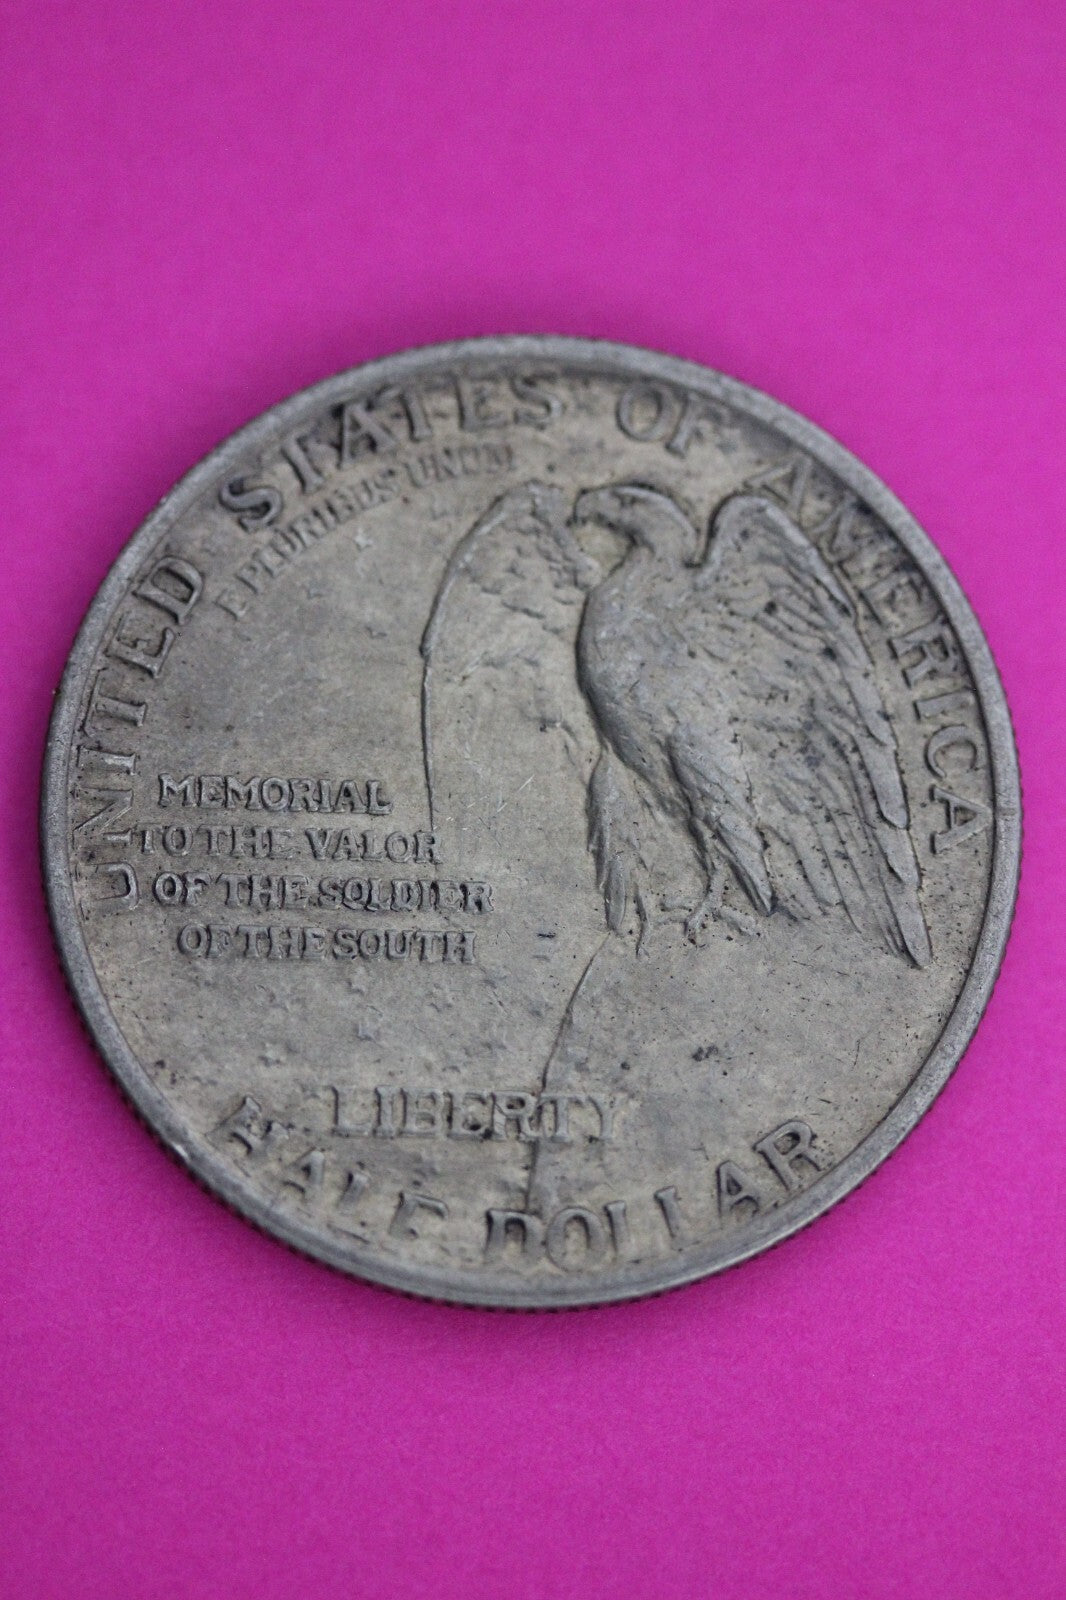 UNITED STATES OF AMERICA
E PLURIBUS UNUM
MEMORIAL
TO THE VALOR
OF THE SOLDIER
OF THE SOUTH
LIBERTY
HALF DOLLAR